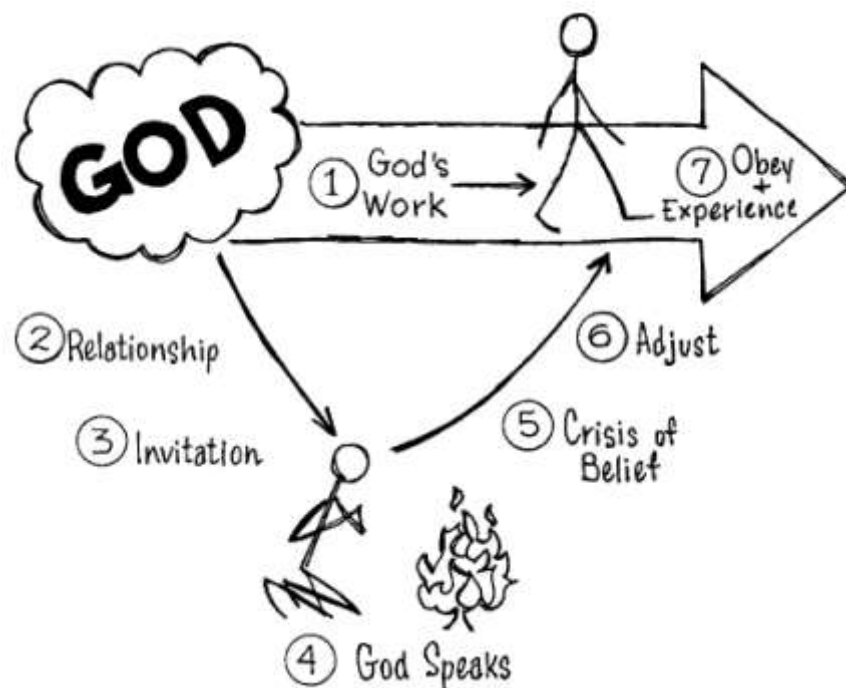 GOD
1 God's
Work
7 Obey
+
Experience
2 Relationship
6 Adjust
3 Invitation
5 Crisis of
Belief
4 God Speaks